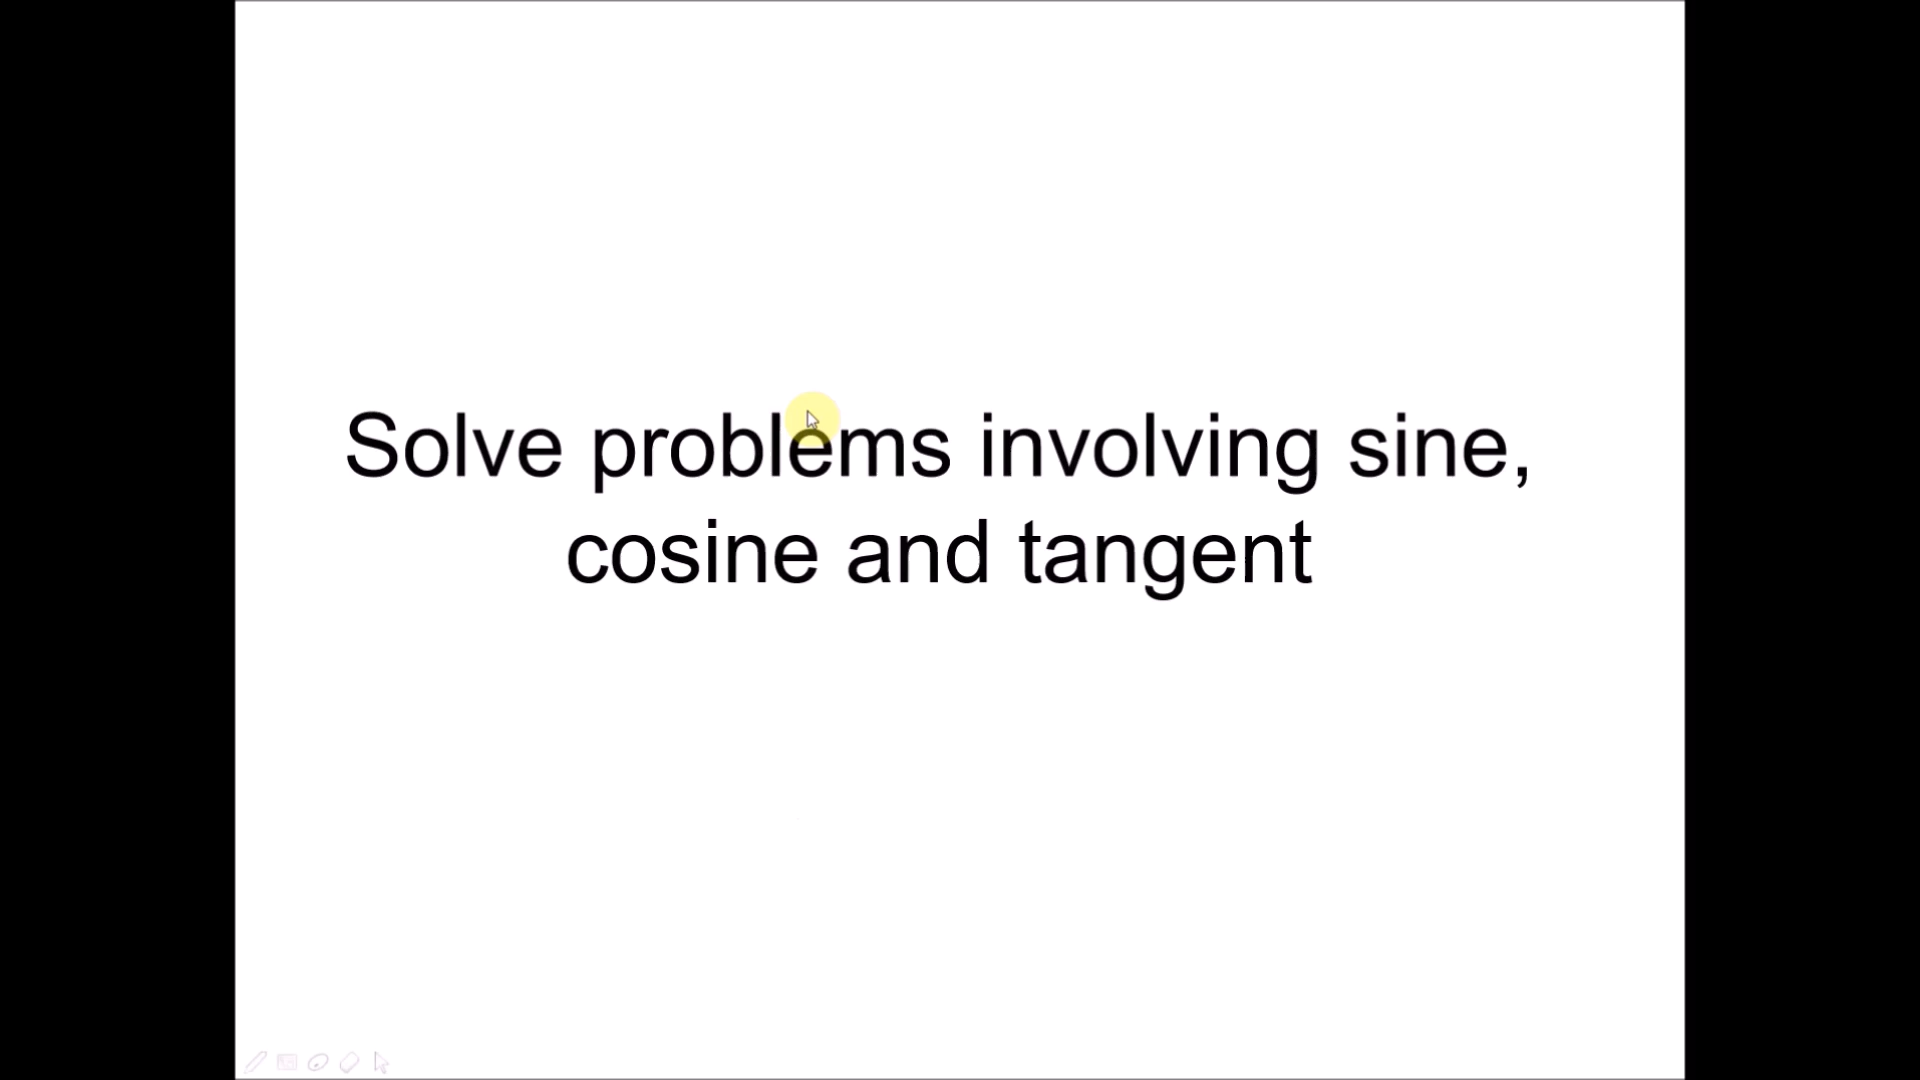 Solve problems involving sine,
cosine and tangent